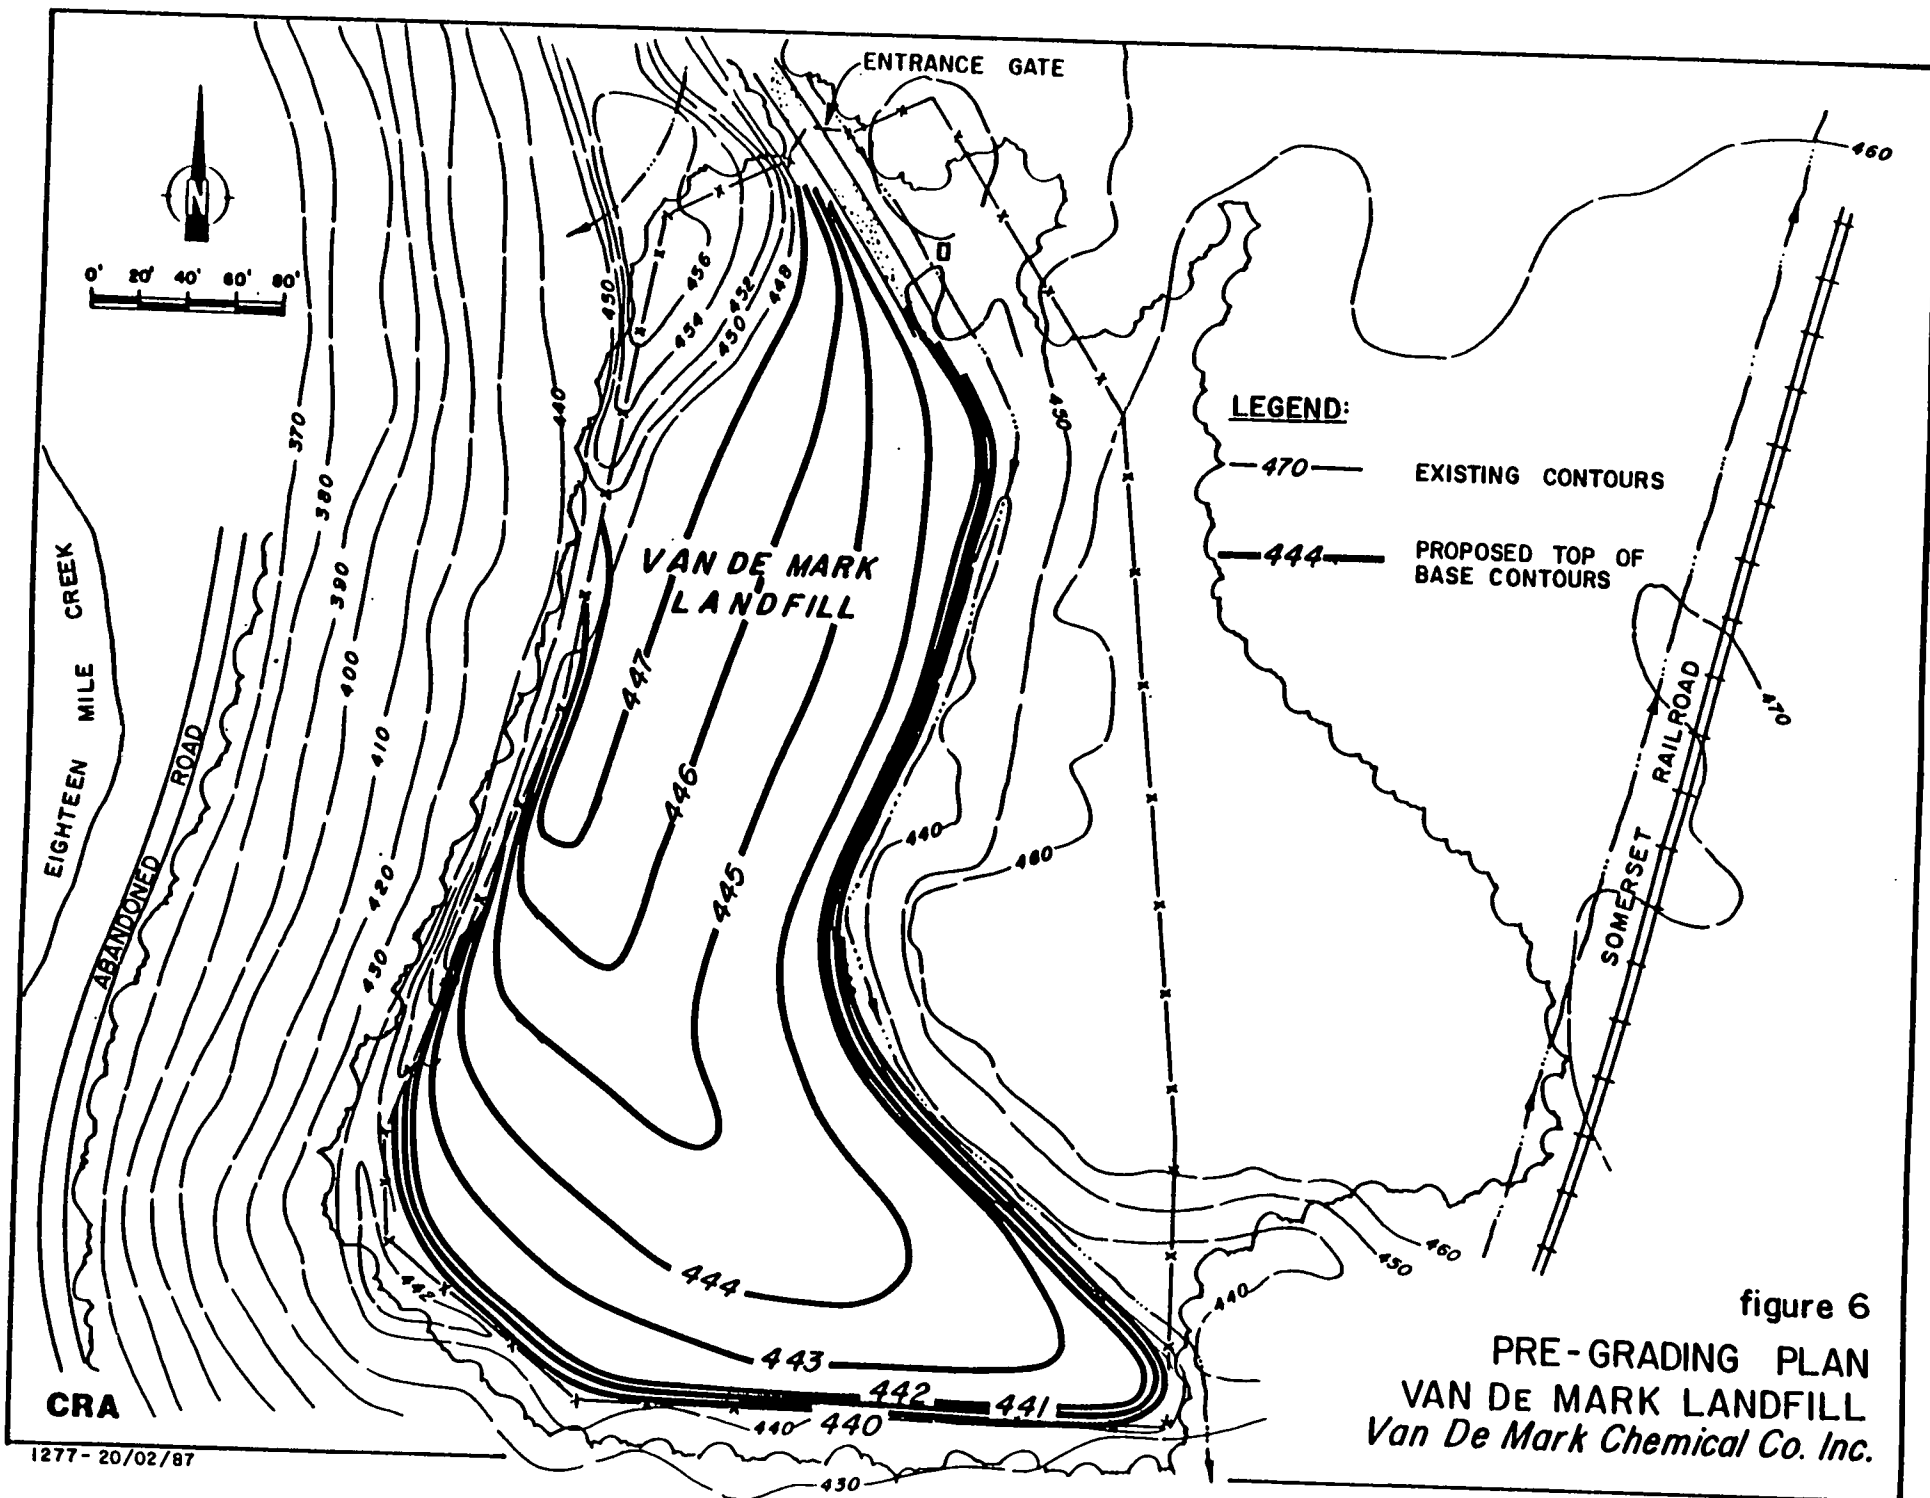 ENTRANCE GATE
N
0' 20' 40' 60' 80'
460
456
454
452
450
448
450
440
450
370
380
390
400
410
420
430
LEGEND:
470 EXISTING CONTOURS
444 PROPOSED TOP OF
BASE CONTOURS
VAN DE MARK
LANDFILL
EIGHTEEN MILE CREEK
ABANDONED ROAD
SOMERSET RAILROAD
470
447
446
445
444
443
442
441
440
440
460
442
460
450
440
440
430
figure 6
PRE-GRADING PLAN
VAN DE MARK LANDFILL
Van De Mark Chemical Co. Inc.
CRA
1277-20/02/87